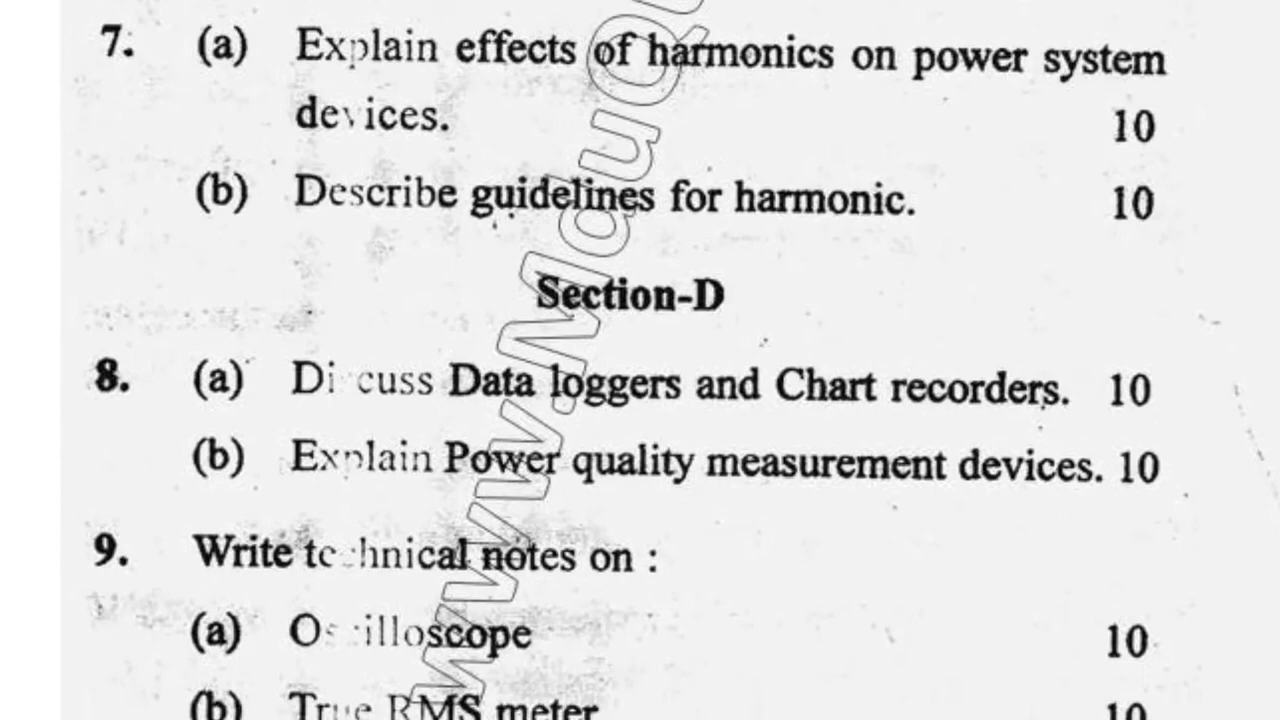 7. (a) Explain effects of harmonics on power system
devices. 10
(b) Describe guidelines for harmonic. 10
Section-D
8. (a) Discuss Data loggers and Chart recorders. 10
(b) Explain Power quality measurement devices. 10
9. Write technical notes on :
(a) Oscilloscope 10
(b) True RMS meter 10